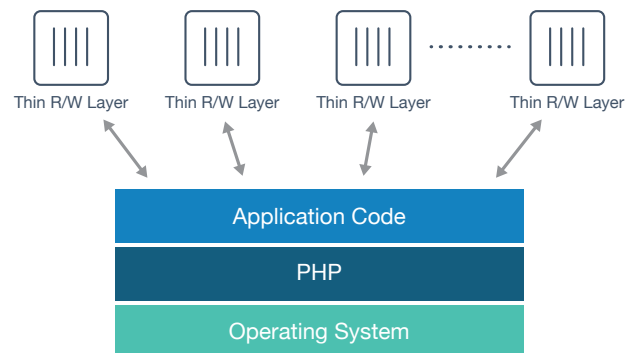 Thin R/W Layer Thin R/W Layer Thin R/W Layer Thin R/W Layer
Application Code
PHP
Operating System